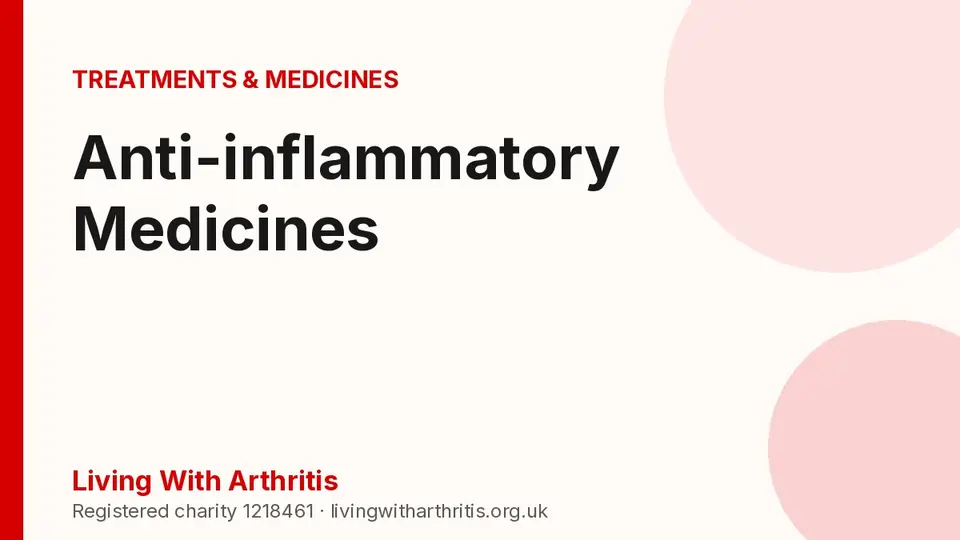 TREATMENTS & MEDICINES
Anti-inflammatory
Medicines
Living With Arthritis
Registered charity 1218461 · livingwitharthritis.org.uk